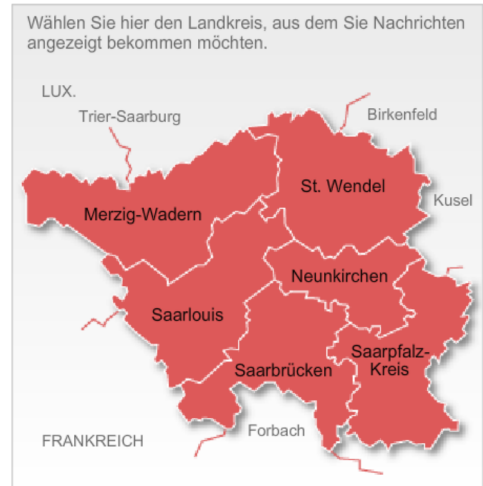 Wählen Sie hier den Landkreis, aus dem Sie Nachrichten
angezeigt bekommen möchten.
LUX.
Trier-Saarburg
Birkenfeld
St. Wendel
Kusel
Merzig-Wadern
Neunkirchen
Saarlouis
Saarpfalz-
Kreis
Saarbrücken
Forbach
FRANKREICH